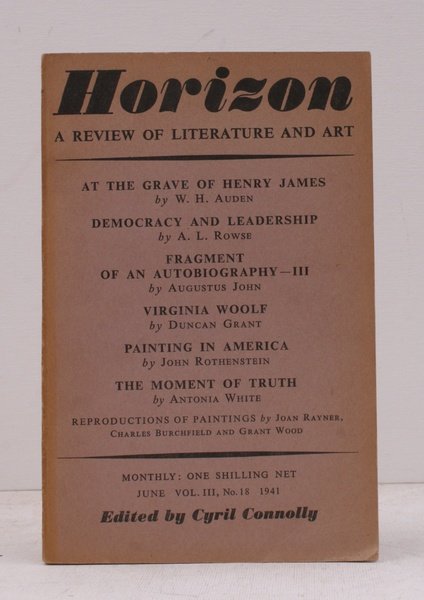 Horizon
A REVIEW OF LITERATURE AND ART
AT THE GRAVE OF HENRY JAMES
by W. H. AUDEN
DEMOCRACY AND LEADERSHIP
by A. L. ROWSE
FRAGMENT
OF AN AUTOBIOGRAPHY—III
by AUGUSTUS JOHN
VIRGINIA WOOLF
by DUNCAN GRANT
PAINTING IN AMERICA
by JOHN ROTHENSTEIN
THE MOMENT OF TRUTH
by ANTONIA WHITE
REPRODUCTIONS OF PAINTINGS by JOAN RAYNER,
CHARLES BURCHFIELD AND GRANT WOOD
MONTHLY: ONE SHILLING NET
JUNE VOL. III, No. 18 1941
Edited by Cyril Connolly